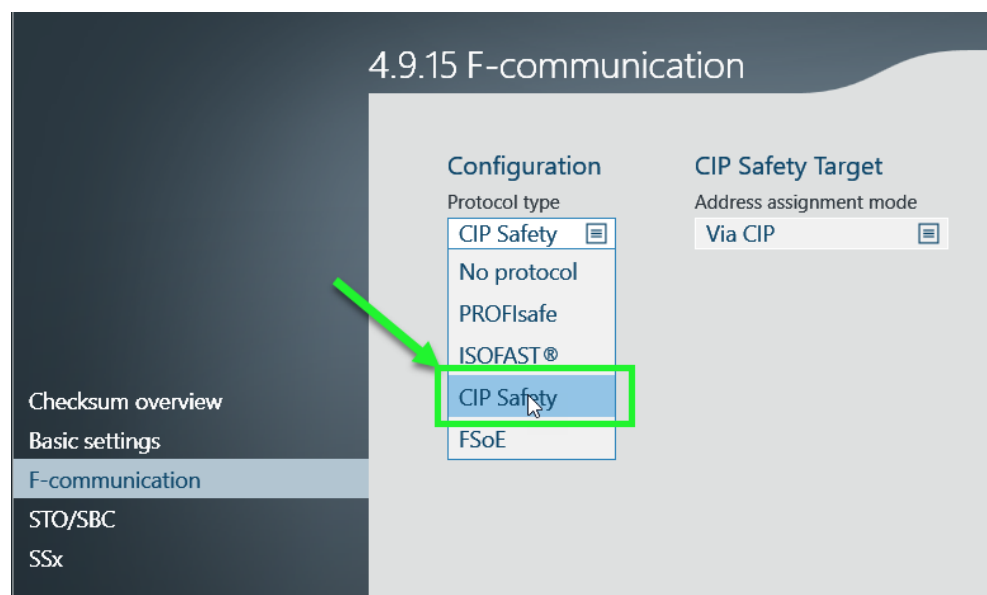 4.9.15 F-communication
Configuration
Protocol type
CIP Safety
No protocol
PROFIsafe
ISOFAST®
CIP Safety
FSoE
CIP Safety Target
Address assignment mode
Via CIP
Checksum overview
Basic settings
F-communication
STO/SBC
SSx